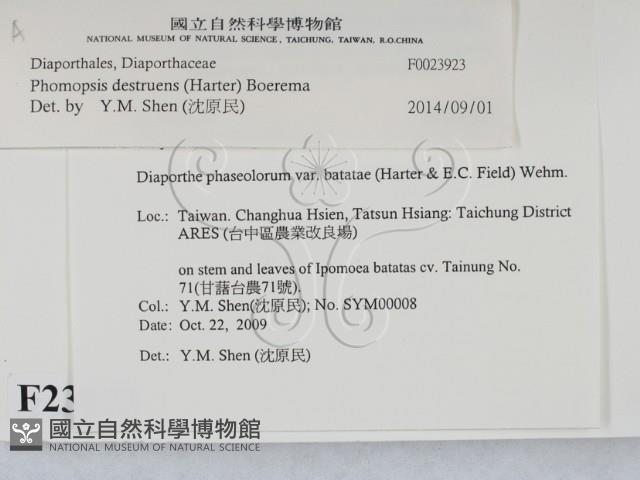 A
國立自然科學博物館
NATIONAL MUSEUM OF NATURAL SCIENCE, TAICHUNG, TAIWAN, R.O.CHINA
Diaporthales, Diaporthaceae F0023923
Phomopsis destruens (Harter) Boerema
Det. by Y.M. Shen (沈原民) 2014/09/01
Diaporthe phaseolorum var. batatae (Harter & E.C. Field) Wehm.
Loc.: Taiwan. Changhua Hsien, Tatsun Hsiang: Taichung District
ARES (台中區農業改良場)
on stem and leaves of Ipomoea batatas cv. Tainung No.
71(甘藷台農71號).
Col.: Y.M. Shen(沈原民); No. SYM00008
Date: Oct. 22, 2009
Det.: Y.M. Shen (沈原民)
F23
國立自然科學博物館
NATIONAL MUSEUM OF NATURAL SCIENCE